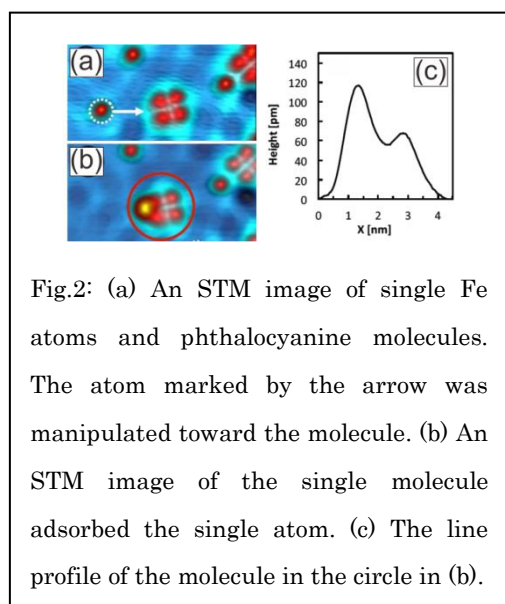 (a)
(b)
(c)
Height [pm]
140
120
100
80
60
40
20
0
0 1 2 3 4
X [nm]
Fig.2: (a) An STM image of single Fe
atoms and phthalocyanine molecules.
The atom marked by the arrow was
manipulated toward the molecule. (b) An
STM image of the single molecule
adsorbed the single atom. (c) The line
profile of the molecule in the circle in (b).